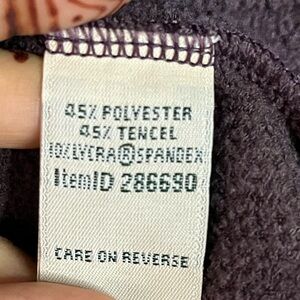 45% POLYESTER
45% TENCEL
10%LYCRA®SPANDEX
ItemID 286690
CARE ON REVERSE